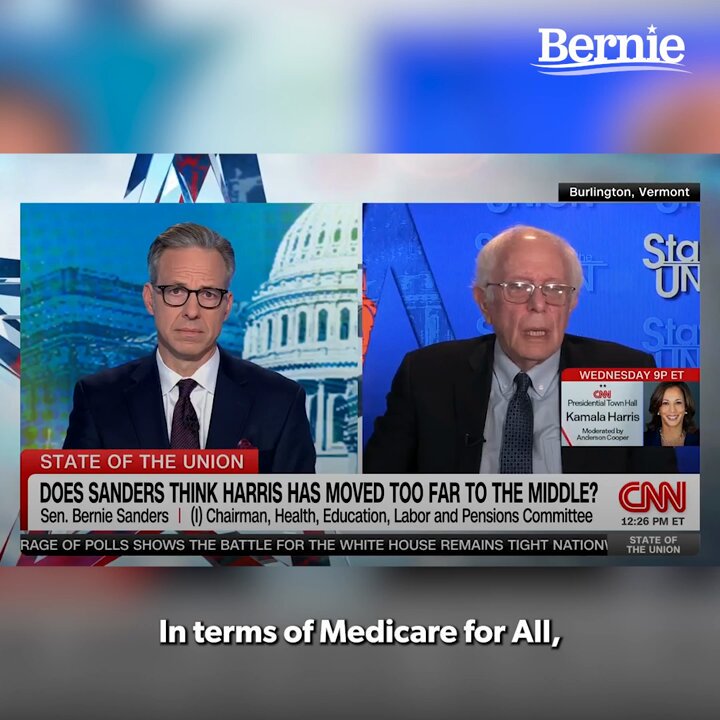 Bernie
Burlington, Vermont
Sta
UN
WEDNESDAY 9P ET
CNN
Presidential Town Hall
Kamala Harris
Moderated by
Anderson Cooper
STATE OF THE UNION
DOES SANDERS THINK HARRIS HAS MOVED TOO FAR TO THE MIDDLE?
Sen. Bernie Sanders | (I) Chairman, Health, Education, Labor and Pensions Committee
CNN
12:26 PM ET
RAGE OF POLLS SHOWS THE BATTLE FOR THE WHITE HOUSE REMAINS TIGHT NATION
STATE OF
THE UNION
In terms of Medicare for All,